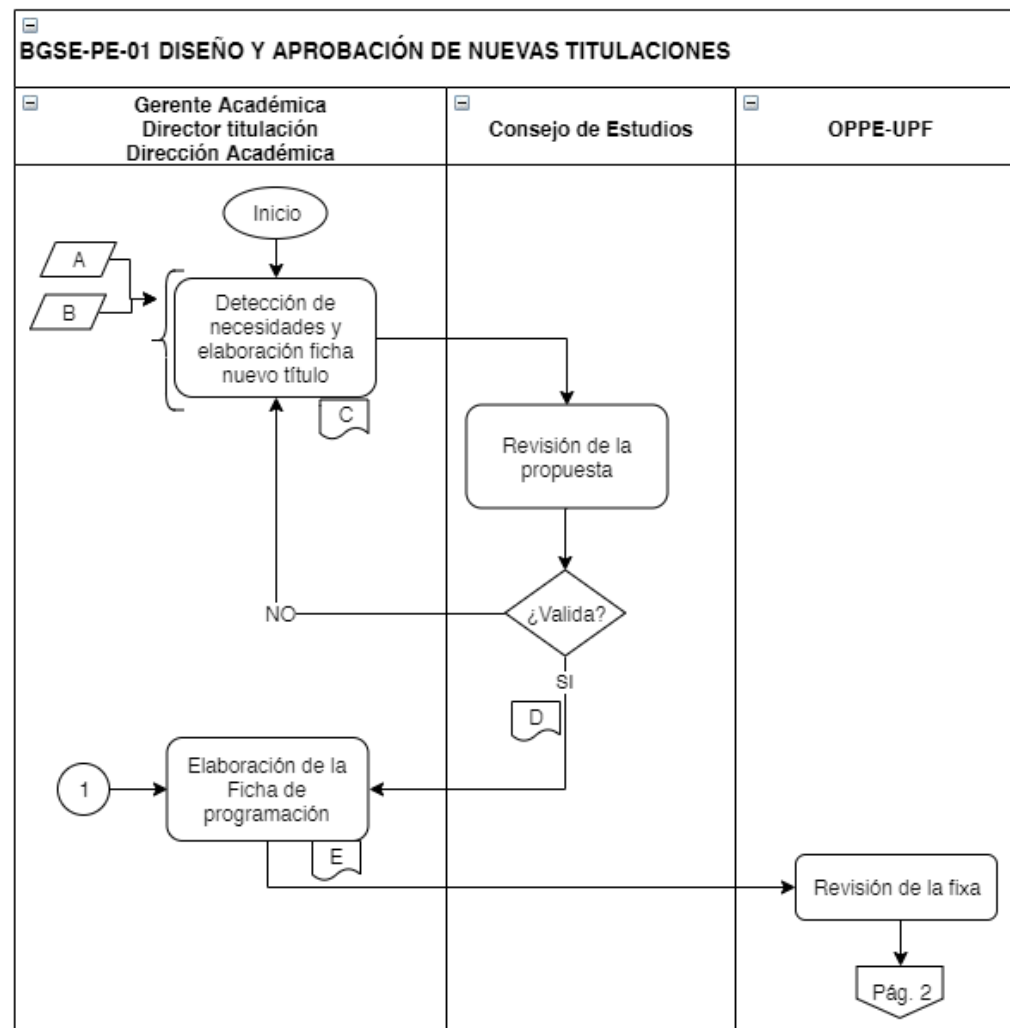 BGSE-PE-01 DISEÑO Y APROBACIÓN DE NUEVAS TITULACIONES
Gerente Académica
Director titulación
Dirección Académica
Consejo de Estudios
OPPE-UPF
Inicio
A
B
Detección de
necesidades y
elaboración ficha
nuevo título
C
Revisión de la
propuesta
¿Valida?
NO
SI
D
1
Elaboración de la
Ficha de
programación
E
Revisión de la fixa
Pág. 2